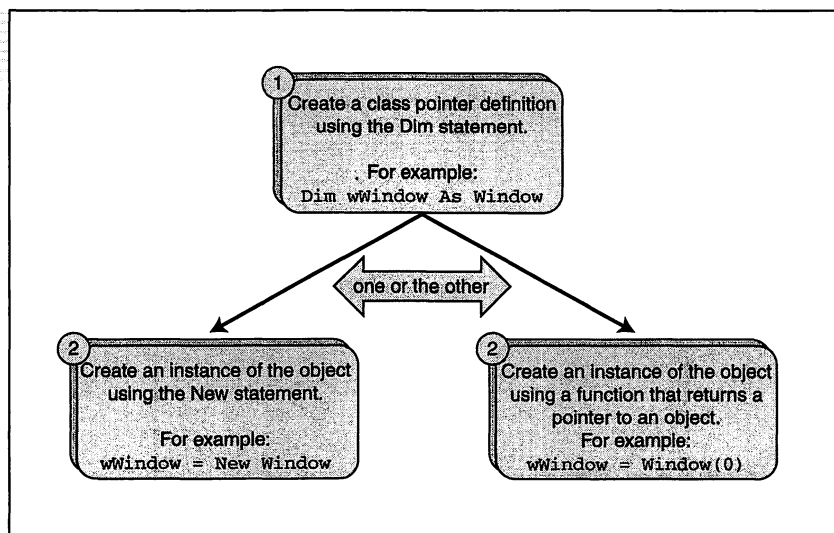 1
Create a class pointer definition
using the Dim statement.
For example:
Dim wWindow As Window
one or the other
2
Create an instance of the object
using the New statement.
For example:
wWindow = New Window
2
Create an instance of the object
using a function that returns a
pointer to an object.
For example:
wWindow = Window(0)